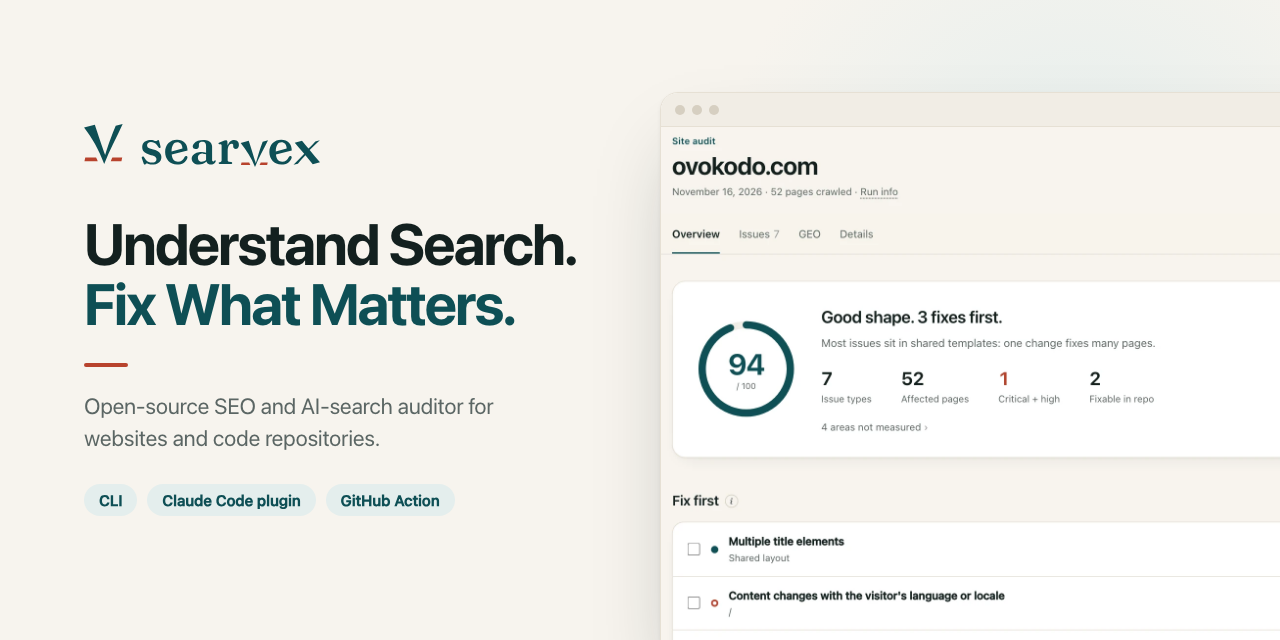 searvex
Understand Search.
Fix What Matters.
Open-source SEO and AI-search auditor for
websites and code repositories.
CLI
Claude Code plugin
GitHub Action
Site audit
ovokodo.com
November 16, 2026 · 52 pages crawled · Run info
Overview
Issues 7
GEO
Details
94
/ 100
Good shape. 3 fixes first.
Most issues sit in shared templates: one change fixes many pages.
7
Issue types
52
Affected pages
1
Critical + high
2
Fixable in repo
4 areas not measured ›
Fix first i
Multiple title elements
Shared layout
Content changes with the visitor's language or locale
/